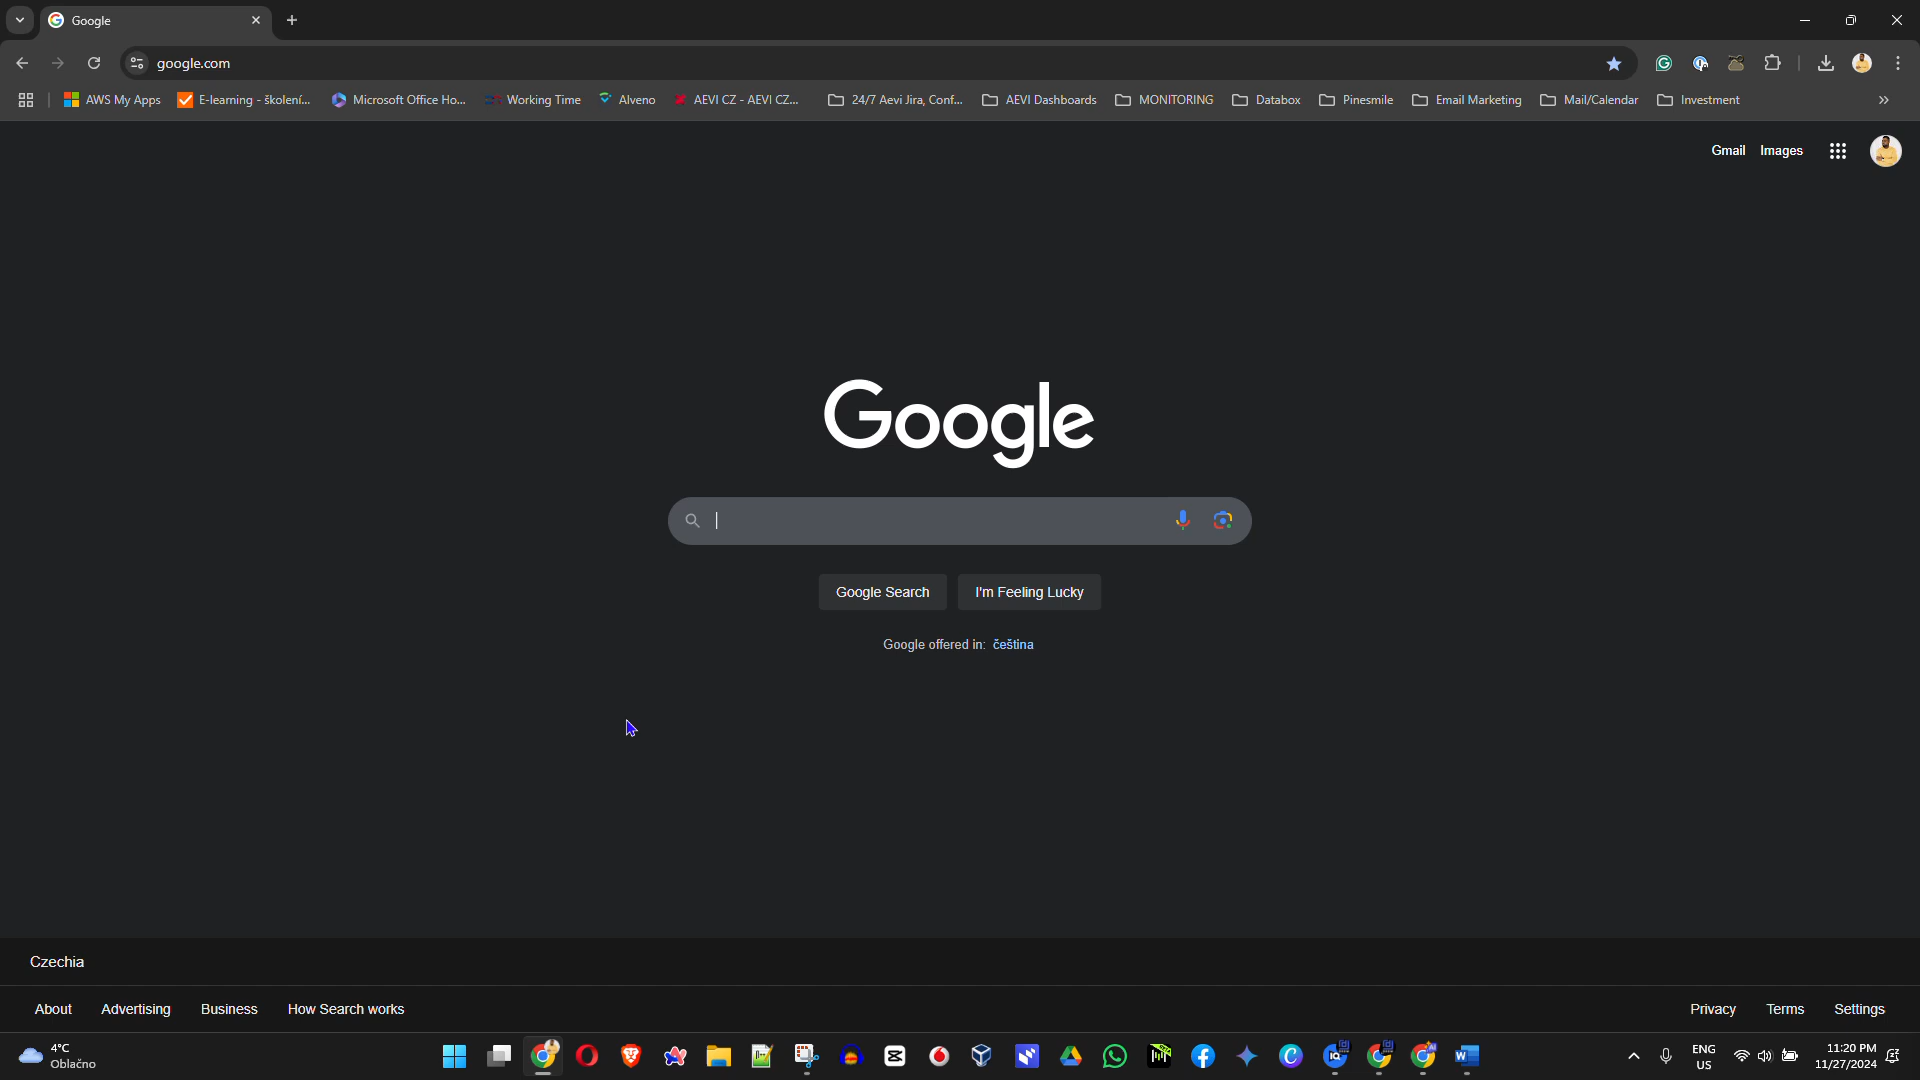 Google
google.com
AWS My Apps E-learning - školení... Microsoft Office Ho... Working Time Alveno AEVI CZ - AEVI CZ... 24/7 Aevi Jira, Conf... AEVI Dashboards MONITORING Databox Pinesmile Email Marketing Mail/Calendar Investment
Gmail Images
Google
Google Search I'm Feeling Lucky
Google offered in: čeština
Czechia
About Advertising Business How Search works Privacy Terms Settings
4°C
Oblačno
ENG
US
11:20 PM
11/27/2024